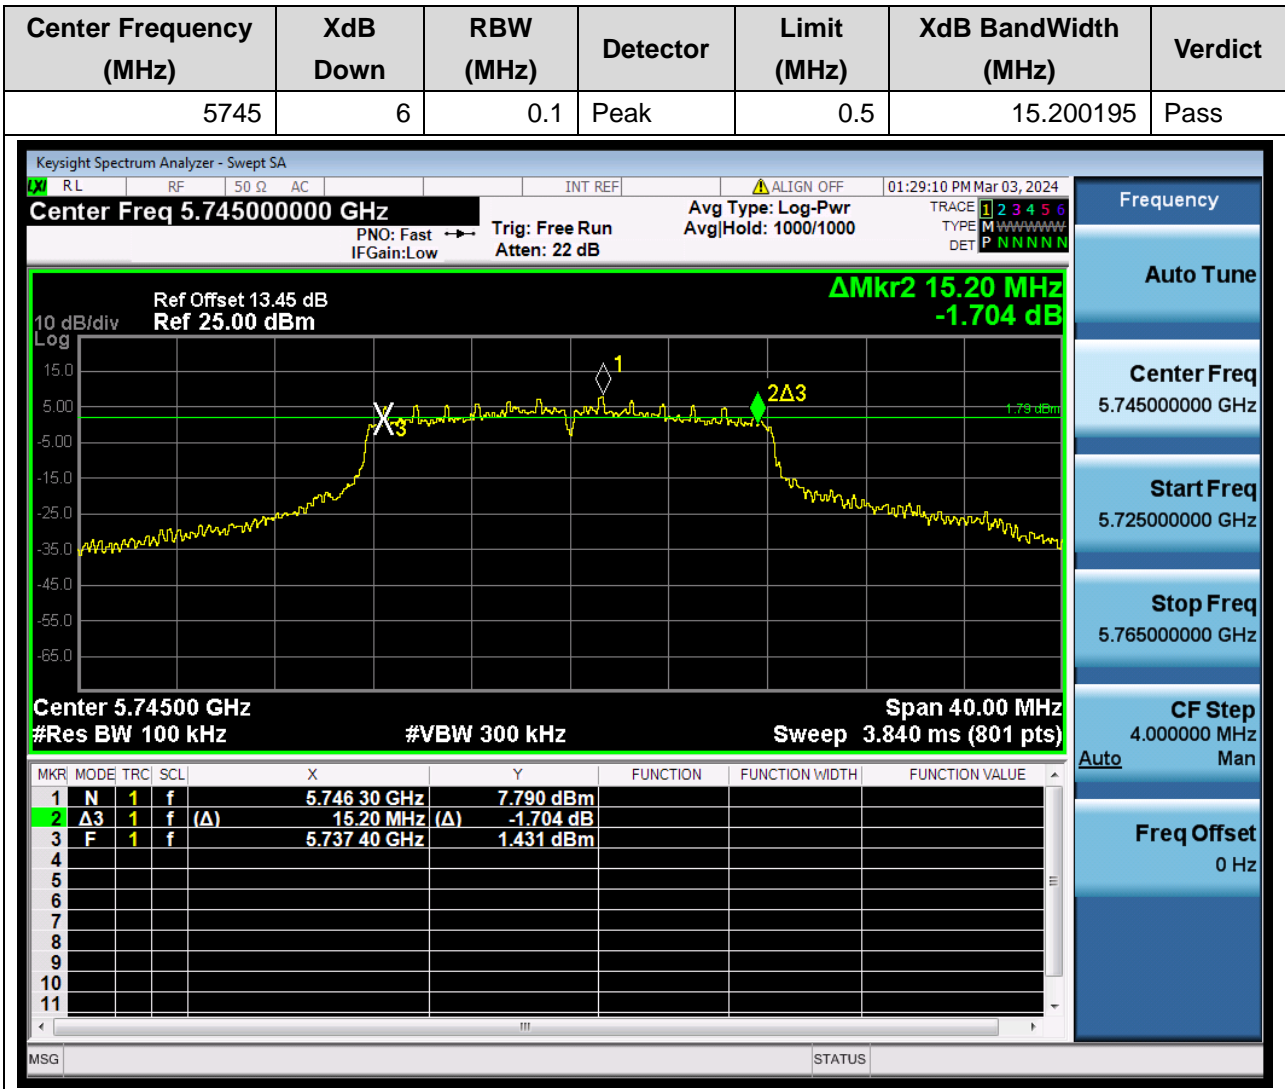 Center Frequency (MHz) XdB Down RBW (MHz) Detector Limit (MHz) XdB BandWidth (MHz) Verdict
5745 6 0.1 Peak 0.5 15.200195 Pass
Keysight Spectrum Analyzer - Swept SA
LXI RL RF 50 Ω AC INT REF ALIGN OFF 01:29:10 PM Mar 03, 2024
Center Freq 5.745000000 GHz
PNO: Fast
IFGain:Low
Trig: Free Run
Atten: 22 dB
Avg Type: Log-Pwr
Avg|Hold: 1000/1000
TRACE 1 2 3 4 5 6
TYPE M WWWWW
DET P N N N N N
ΔMkr2 15.20 MHz
-1.704 dB
Ref Offset 13.45 dB
10 dB/div Ref 25.00 dBm
Log
15.0
5.00
-5.00
-15.0
-25.0
-35.0
-45.0
-55.0
-65.0
1
2Δ3
3
1.79 dBm
Center 5.74500 GHz Span 40.00 MHz
#Res BW 100 kHz #VBW 300 kHz Sweep 3.840 ms (801 pts)
MKR MODE TRC SCL X Y FUNCTION FUNCTION WIDTH FUNCTION VALUE
1 N 1 f 5.746 30 GHz 7.790 dBm
2 Δ3 1 f (Δ) 15.20 MHz (Δ) -1.704 dB
3 F 1 f 5.737 40 GHz 1.431 dBm
4
5
6
7
8
9
10
11
MSG STATUS
Frequency
Auto Tune
Center Freq
5.745000000 GHz
Start Freq
5.725000000 GHz
Stop Freq
5.765000000 GHz
CF Step
4.000000 MHz
Auto Man
Freq Offset
0 Hz